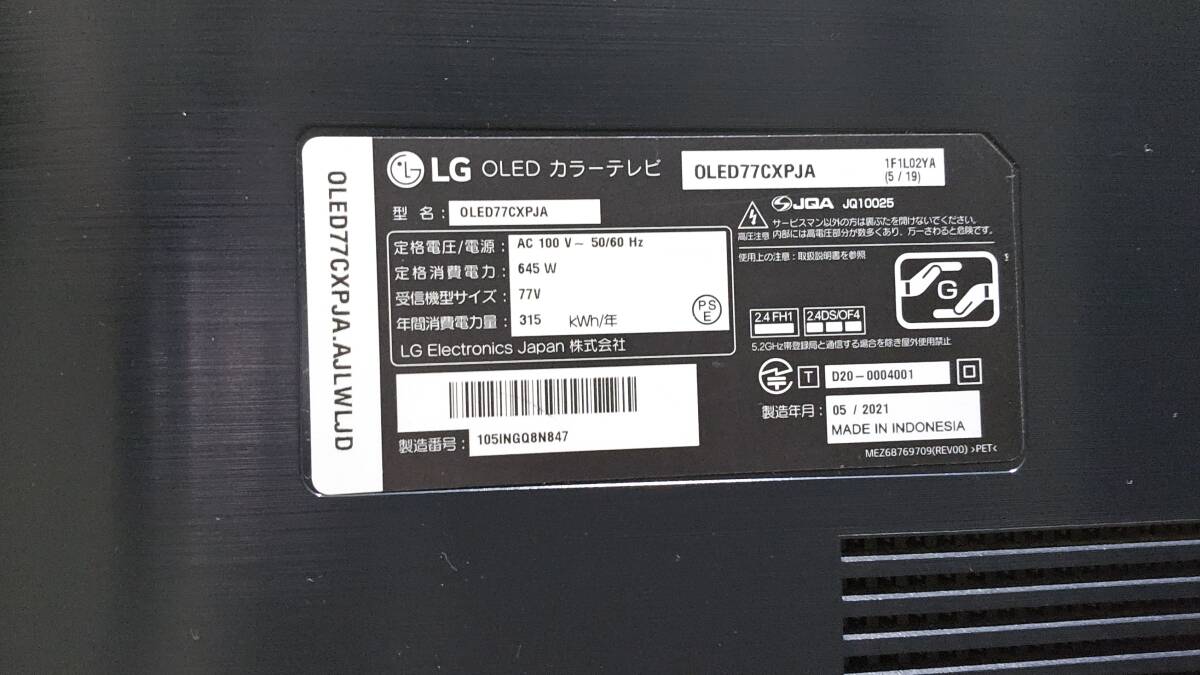 OLED77CXPJA.AJLWLJD
LG OLED カラーテレビ
OLED77CXPJA
1F1L02YA
(5 / 19)
型 名 : OLED77CXPJA
定格電圧/電源 : AC 100 V ~ 50/60 Hz
定格消費電力 : 645 W
受信機型サイズ : 77V
年間消費電力量 : 315 kWh/年
PS
E
LG Electronics Japan 株式会社
製造番号 : 105INGQ8N847
JQA JQ10025
サービスマン以外の方は裏ぶたを開けないでください。
高圧注意 内部には高電圧部分が数多くあり、万一さわると危険です。
使用上の注意 : 取扱説明書を参照
G
2.4 FH1 2.4DS/OF4
5.2GHz帯登録局と通信する場合を除き屋外使用禁止
T D20-0004001
製造年月 : 05 / 2021
MADE IN INDONESIA
MEZ68769709(REV00) >PET<